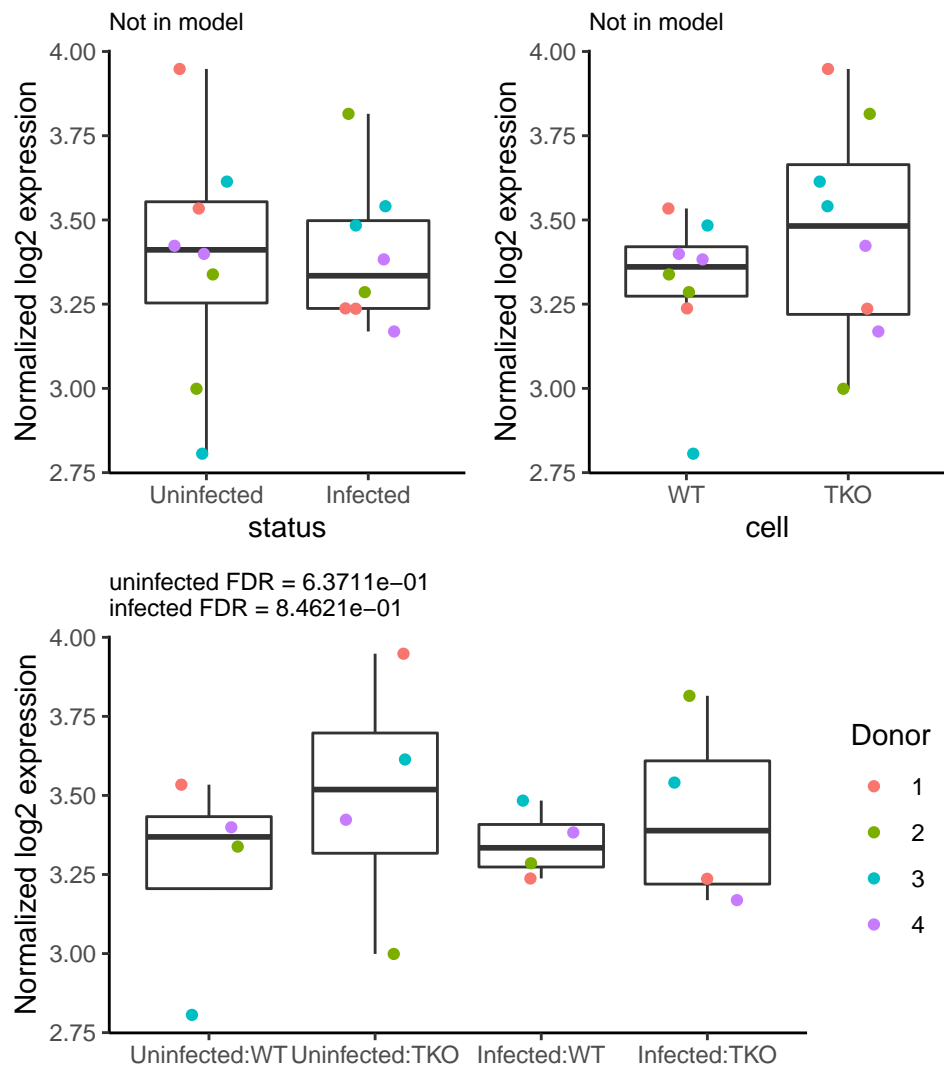 Not in model
Normalized log2 expression
4.00
3.75
3.50
3.25
3.00
2.75
Uninfected Infected
status
Not in model
Normalized log2 expression
4.00
3.75
3.50
3.25
3.00
2.75
WT TKO
cell
uninfected FDR = 6.3711e−01
infected FDR = 8.4621e−01
Normalized log2 expression
4.00
3.75
3.50
3.25
3.00
2.75
Uninfected:WT Uninfected:TKO Infected:WT Infected:TKO
Donor
1
2
3
4